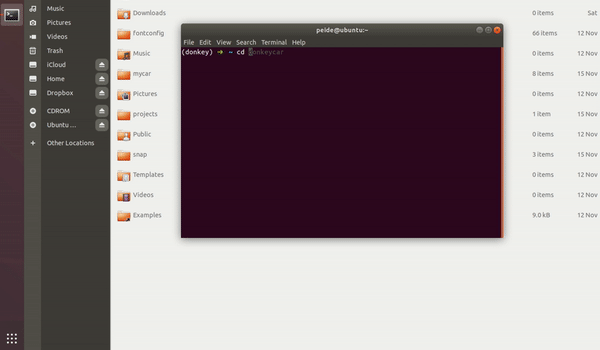 Music
Pictures
Videos
Trash
iCloud
Home
Dropbox
CDROM
Ubuntu ...
Other Locations
Downloads 0 items Sat
fontconfig 66 items 12 Nov
Music 0 items 12 Nov
mycar 8 items 15 Nov
Pictures 0 items 12 Nov
projects 1 item 15 Nov
Public 0 items 12 Nov
snap 3 items 15 Nov
Templates 0 items 12 Nov
Videos 0 items 12 Nov
Examples 9.0 kB 12 Nov
peide@ubuntu:~
File Edit View Search Terminal Help
(donkey) ➜ ~ cd donkeycar